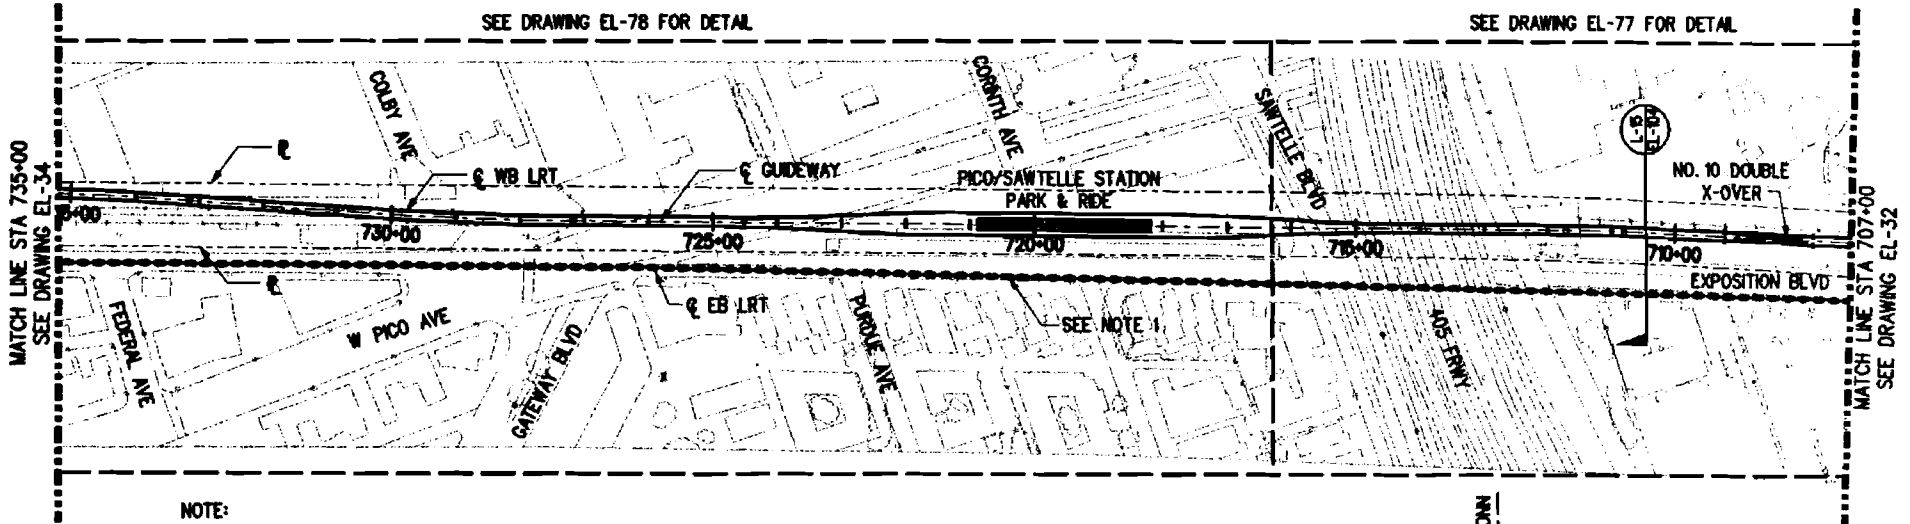 SEE DRAWING EL-78 FOR DETAIL
SEE DRAWING EL-77 FOR DETAIL
MATCH LINE STA 735+00
SEE DRAWING EL-34
COLBY AVE
CORINTH AVE
SAWTELLE BLVD
L-15
NO. 10 DOUBLE
X-OVER
℄ WB LRT
℄ GUIDEWAY
PICO/SAWTELLE STATION
PARK & RIDE
5+00
730+00
725+00
720+00
715+00
710+00
EXPOSITION BLVD
℄ EB LRT
SEE NOTE 1
FEDERAL AVE
W PICO AVE
GATEWAY BLVD
PURDUE AVE
405 FRWY
MATCH LINE STA 707+00
SEE DRAWING EL-32
NOTE: